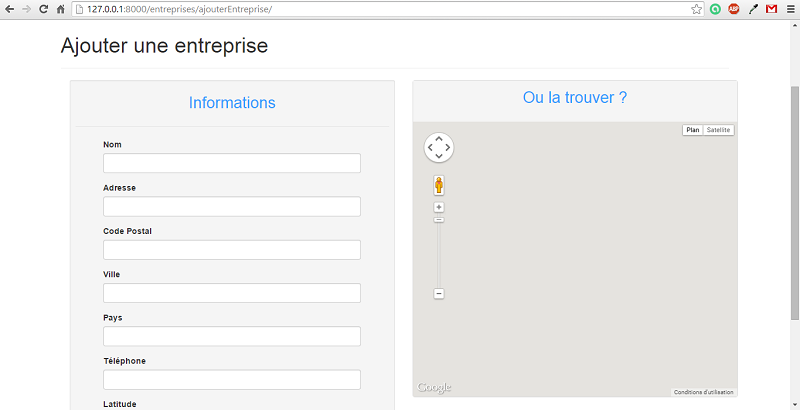 127.0.0.1:8000/entreprises/ajouterEntreprise/
ABP
Ajouter une entreprise
Informations
Nom
Adresse
Code Postal
Ville
Pays
Téléphone
Latitude
Ou la trouver ?
Plan
Satellite
Google
Conditions d'utilisation